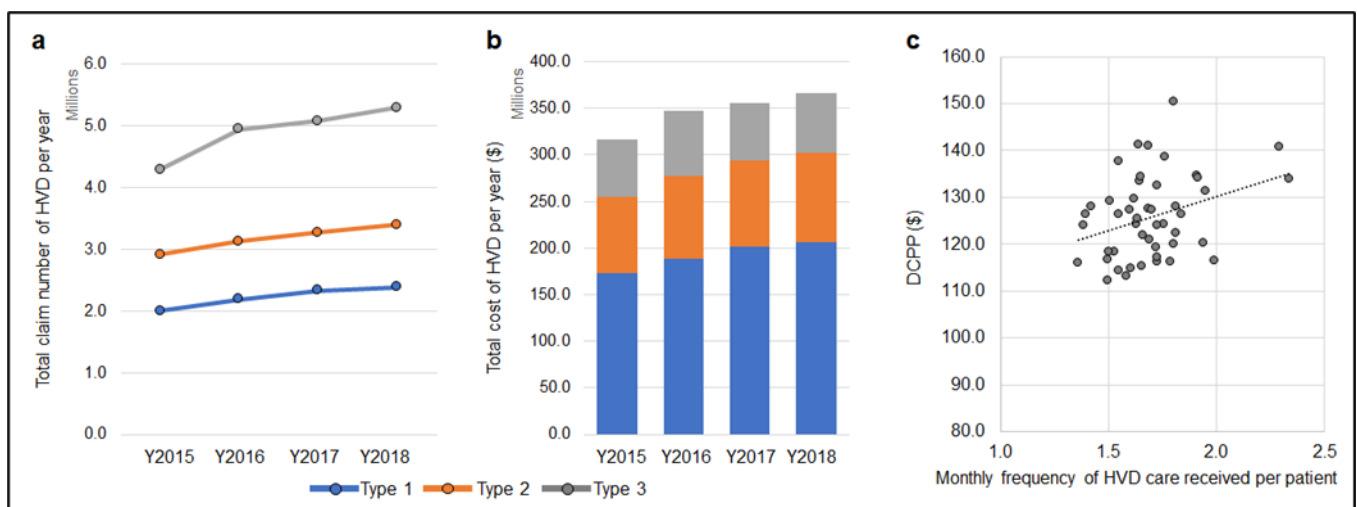 a
Total claim number of HVD per year
Millions
6.0
5.0
4.0
3.0
2.0
1.0
0.0
Y2015 Y2016 Y2017 Y2018
b
Total cost of HVD per year ($)
Millions
400.0
350.0
300.0
250.0
200.0
150.0
100.0
50.0
0.0
Y2015 Y2016 Y2017 Y2018
Type 1 Type 2 Type 3
c
DCPP ($)
160.0
150.0
140.0
130.0
120.0
110.0
100.0
90.0
80.0
1.0 1.5 2.0 2.5
Monthly frequency of HVD care received per patient